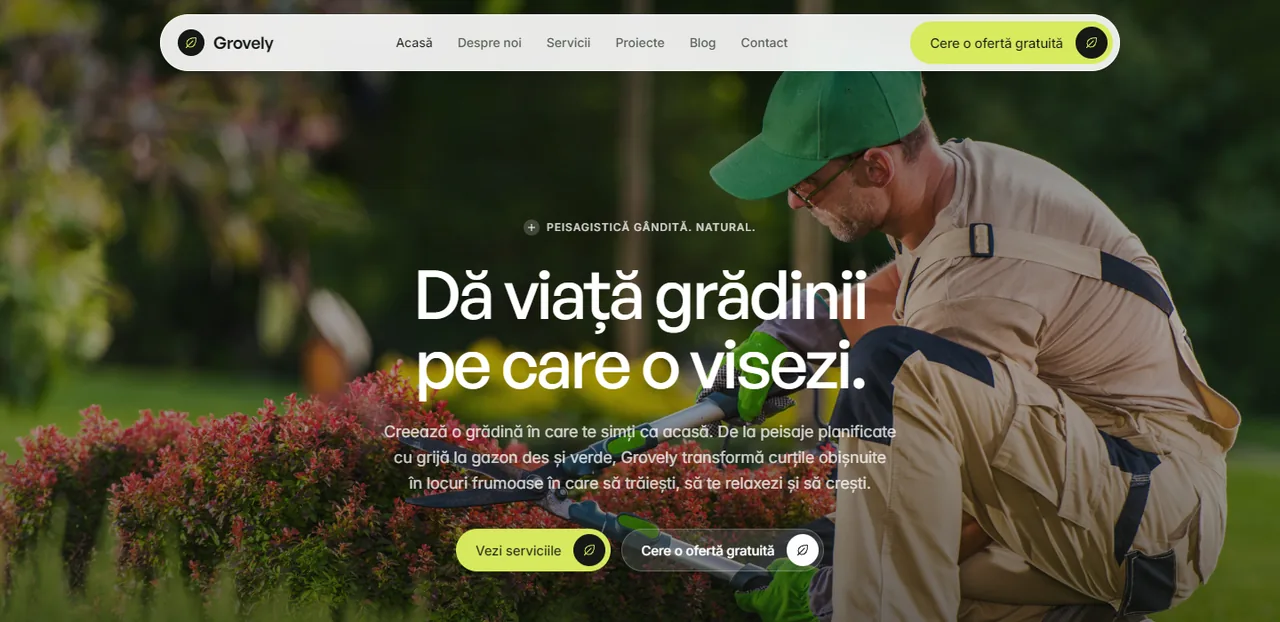 Grovely
Acasă
Despre noi
Servicii
Proiecte
Blog
Contact
Cere o ofertă gratuită
PEISAGISTICĂ GÂNDITĂ. NATURAL.
Dă viață grădinii
pe care o visezi.
Creează o grădină în care te simți ca acasă. De la peisaje planificate
cu grijă la gazon des și verde, Grovely transformă curțile obișnuite
în locuri frumoase în care să trăiești, să te relaxezi și să crești.
Vezi serviciile
Cere o ofertă gratuită